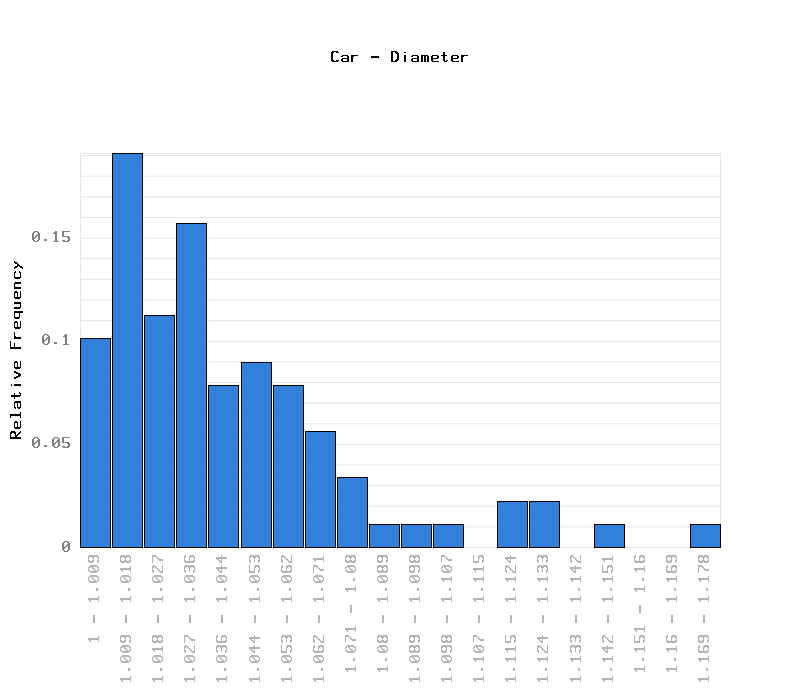 Car - Diameter
Relative Frequency
0.15
0.1
0.05
0
1 - 1.009
1.009 - 1.018
1.018 - 1.027
1.027 - 1.036
1.036 - 1.044
1.044 - 1.053
1.053 - 1.062
1.062 - 1.071
1.071 - 1.08
1.08 - 1.089
1.089 - 1.098
1.098 - 1.107
1.107 - 1.115
1.115 - 1.124
1.124 - 1.133
1.133 - 1.142
1.142 - 1.151
1.151 - 1.16
1.16 - 1.169
1.169 - 1.178